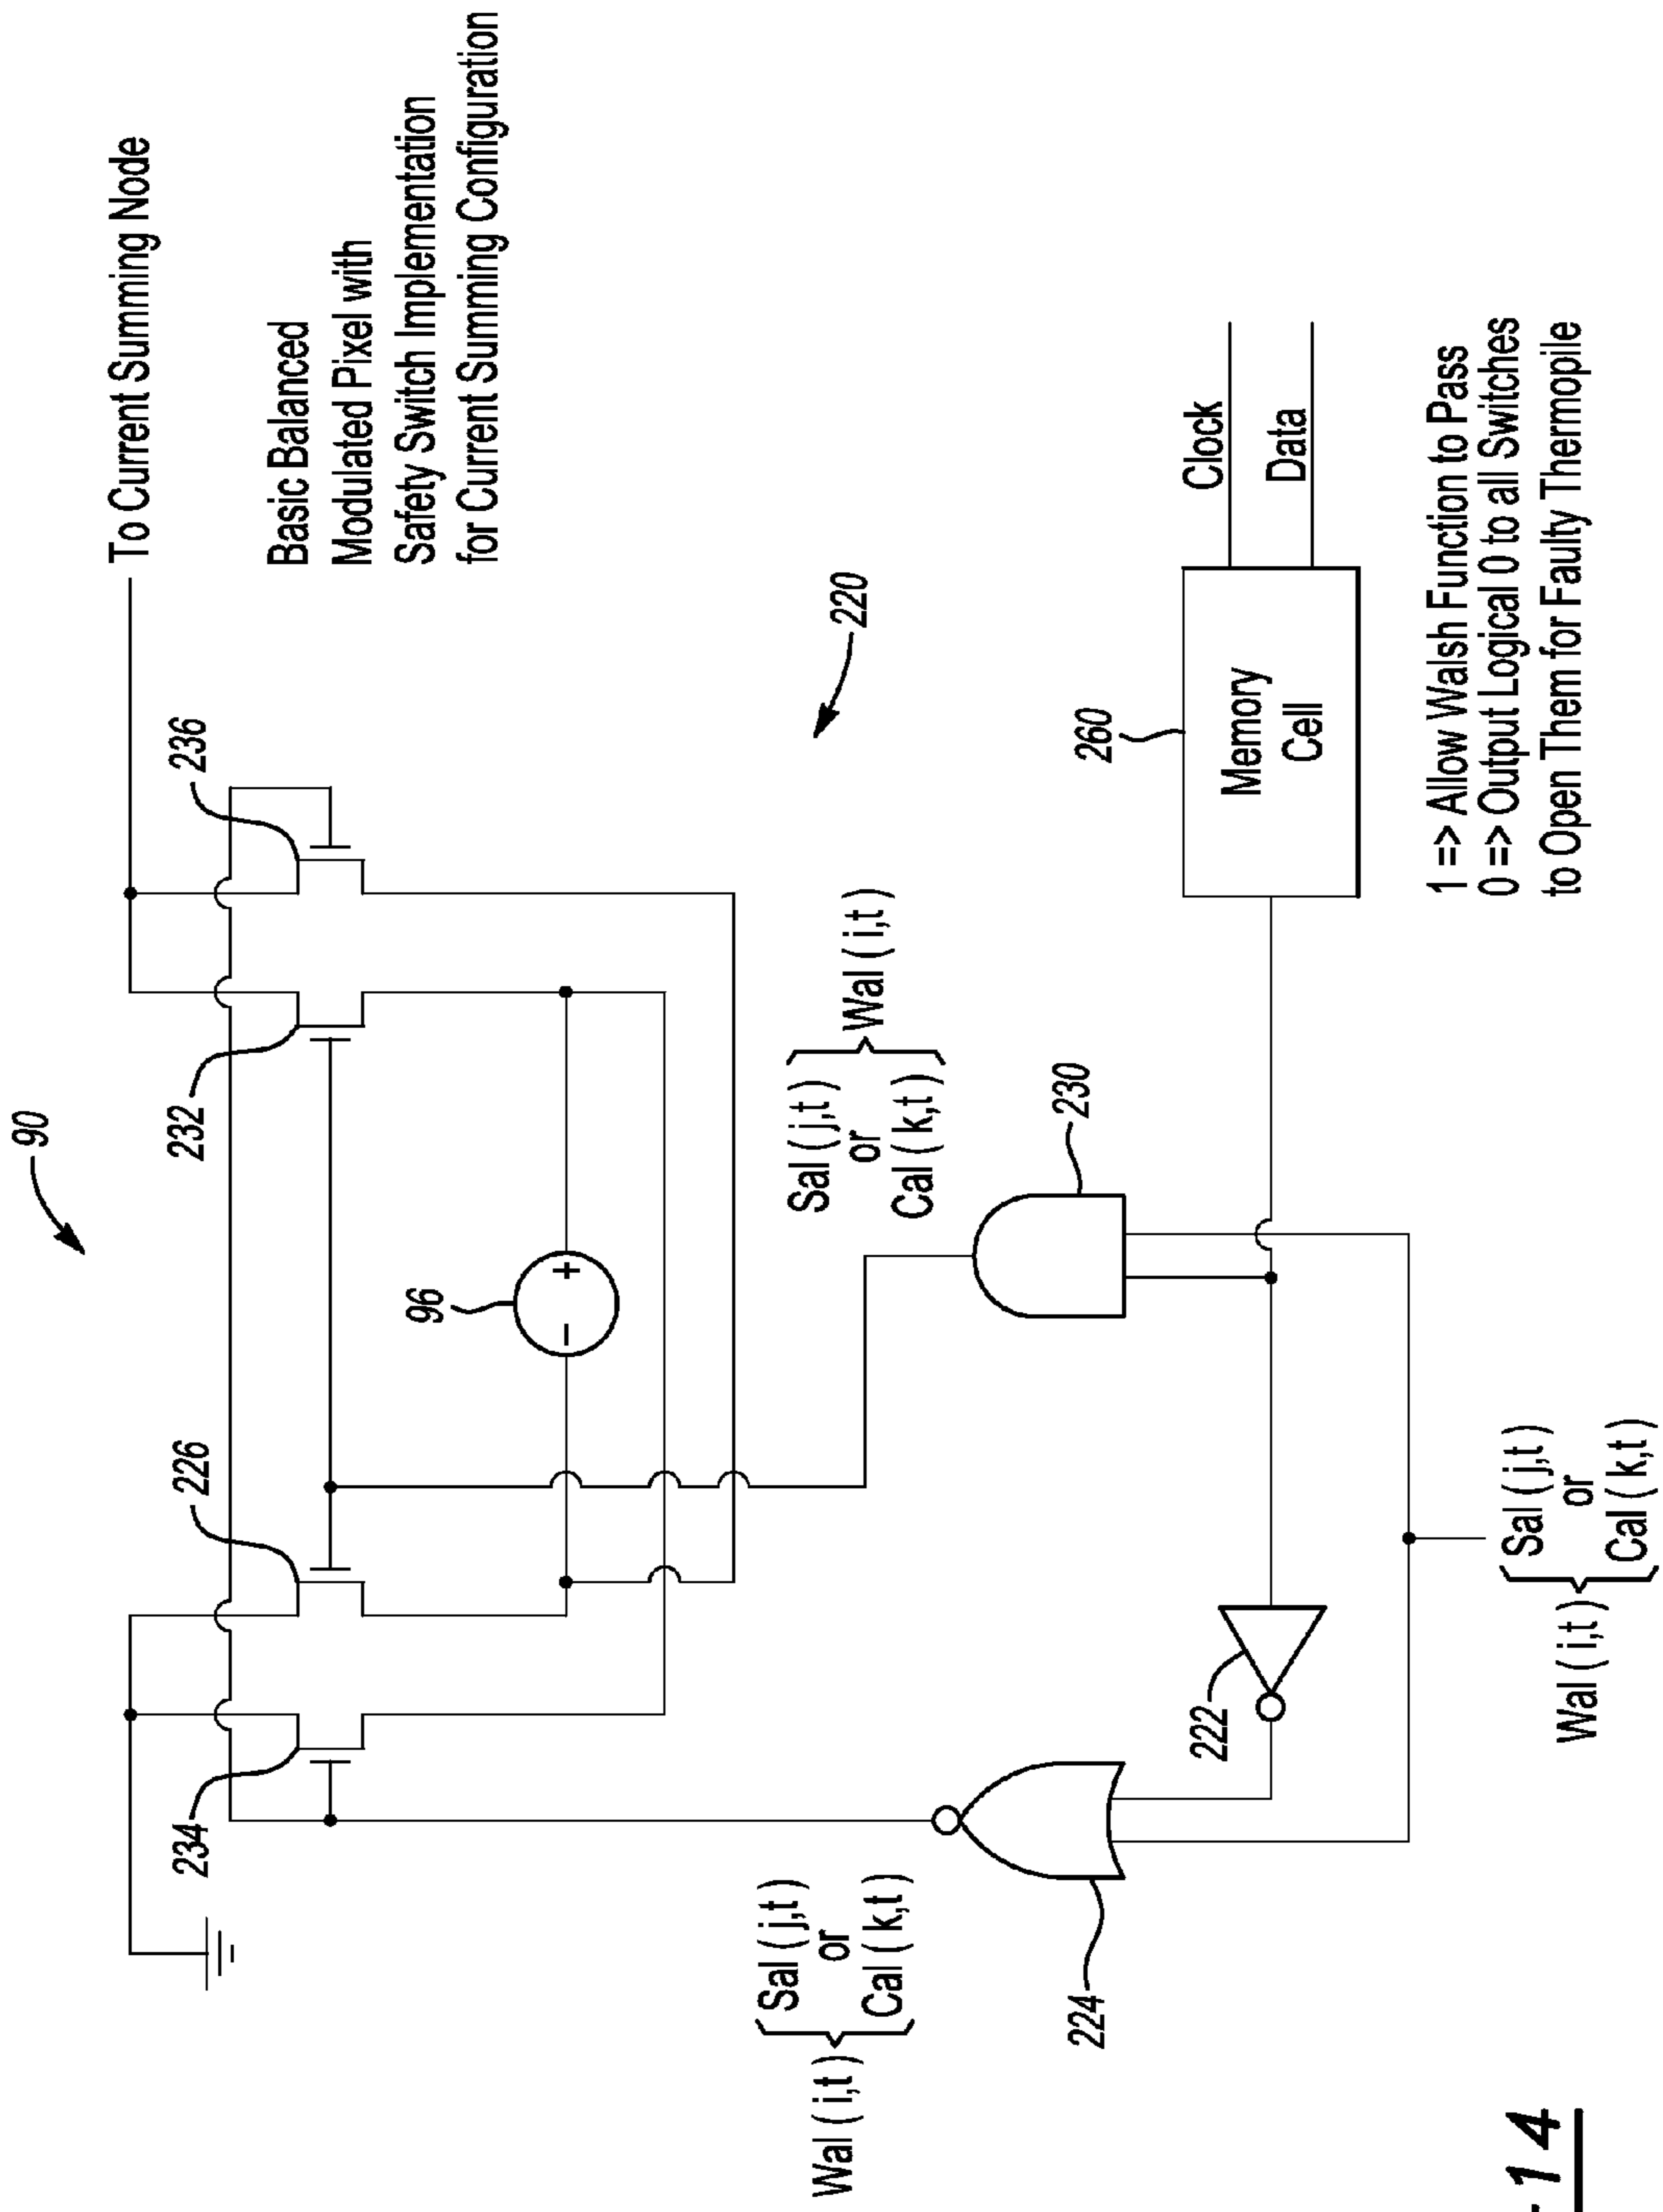 90
To Current Summing Node
Basic Balanced
Modulated Pixel with
Safety Switch Implementation
for Current Summing Configuration
234
226
232
236
96
220
Wal ( i,t )
Sal ( j,t )
or
Cal ( k,t )
Sal ( j,t )
or
Cal ( k,t )
Wal ( i,t )
224
222
230
260
Memory
Cell
Clock
Data
Wal ( i,t )
Sal ( j,t )
or
Cal ( k,t )
1 => Allow Walsh Function to Pass
0 => Output Logical 0 to all Switches
to Open Them for Faulty Thermopile
14